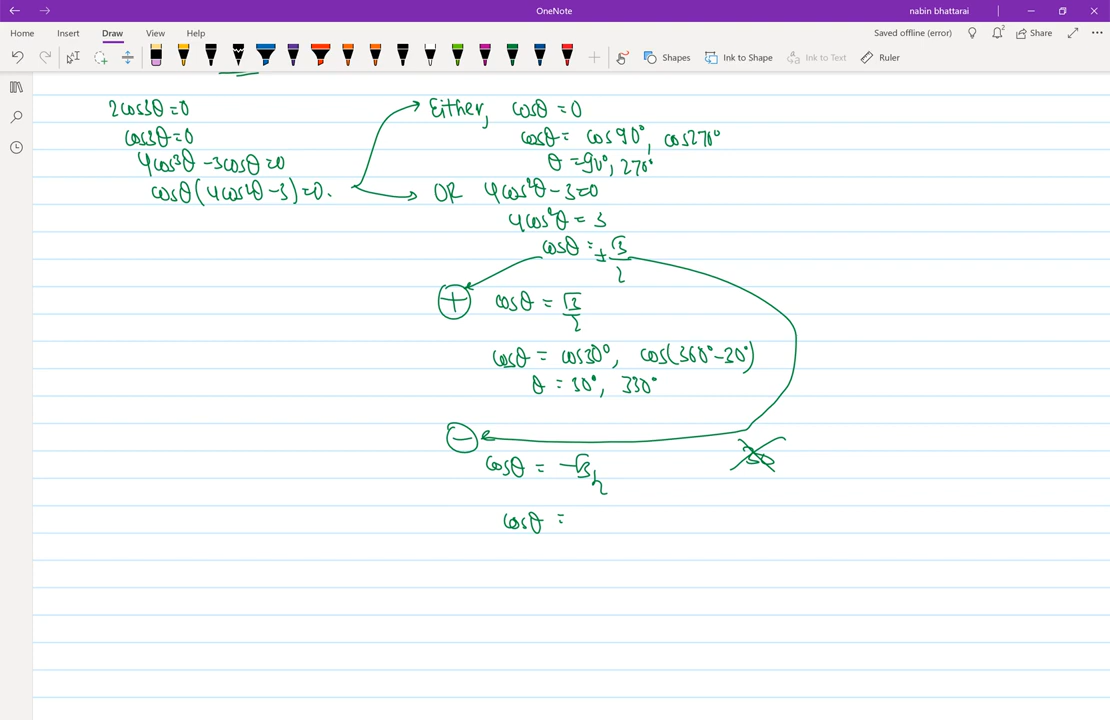 OneNote
nabin bhattarai
Home Insert Draw View Help
Saved offline (error)
Share
Shapes
Ink to Shape
Ink to Text
Ruler
2cos3θ=0
cos3θ=0
4cos³θ -3cosθ=0
cosθ(4cos²θ -3)=0.
Either, cosθ =0
cosθ = cos90°, cos270°
θ =90°, 270°
OR 4cos²θ -3=0
4cos²θ = 3
cosθ = ±√3/2
+ cosθ = √3/2
cosθ = cos30°, cos(360°-30°)
θ = 30°, 330°
−
cosθ = -√3/2
cosθ =